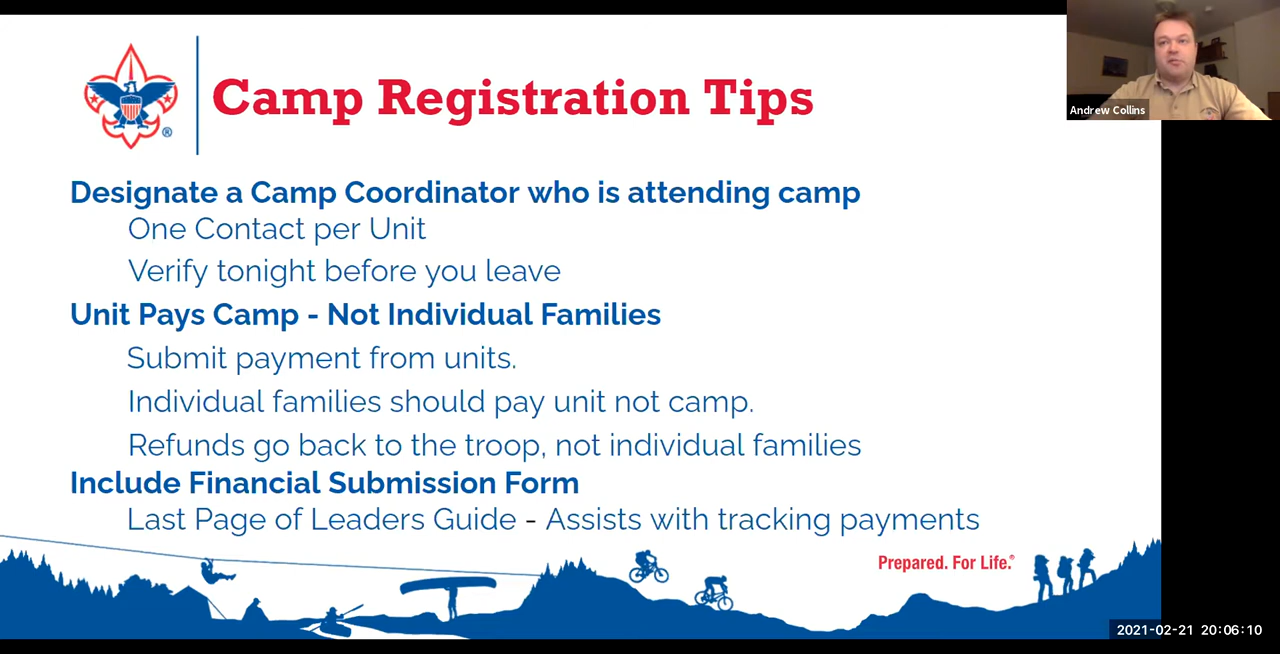 Camp Registration Tips
Andrew Collins
Designate a Camp Coordinator who is attending camp
One Contact per Unit
Verify tonight before you leave
Unit Pays Camp - Not Individual Families
Submit payment from units.
Individual families should pay unit not camp.
Refunds go back to the troop, not individual families
Include Financial Submission Form
Last Page of Leaders Guide - Assists with tracking payments
Prepared. For Life.®
2021-02-21 20:06:10